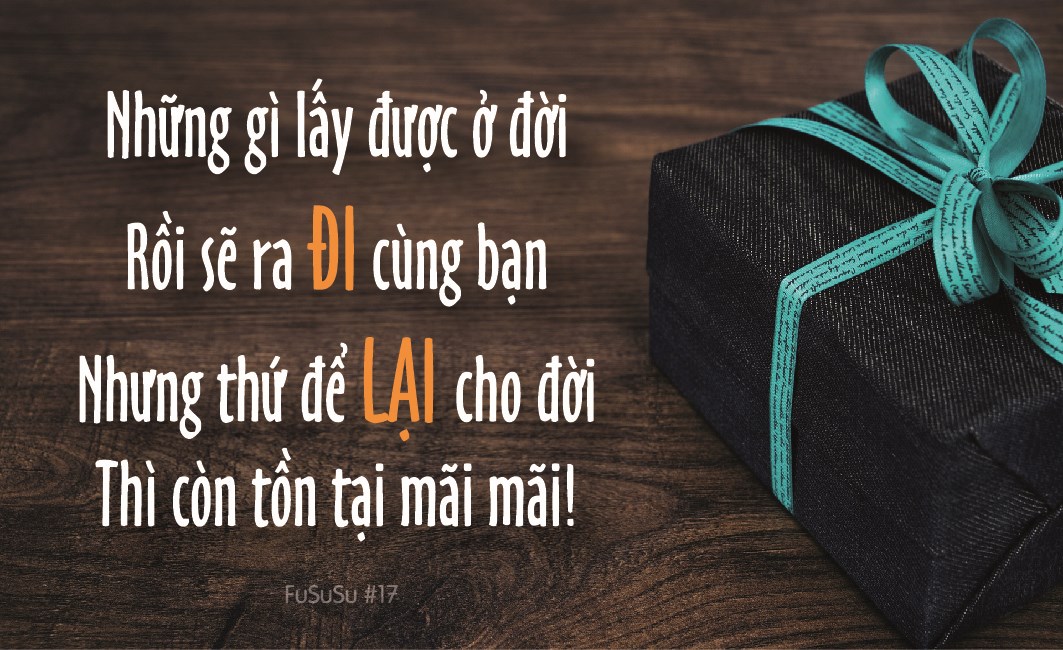 Những gì lấy được ở đời
Rồi sẽ ra ĐI cùng bạn
Nhưng thứ để LẠI cho đời
Thì còn tồn tại mãi mãi!
FuSuSu #17